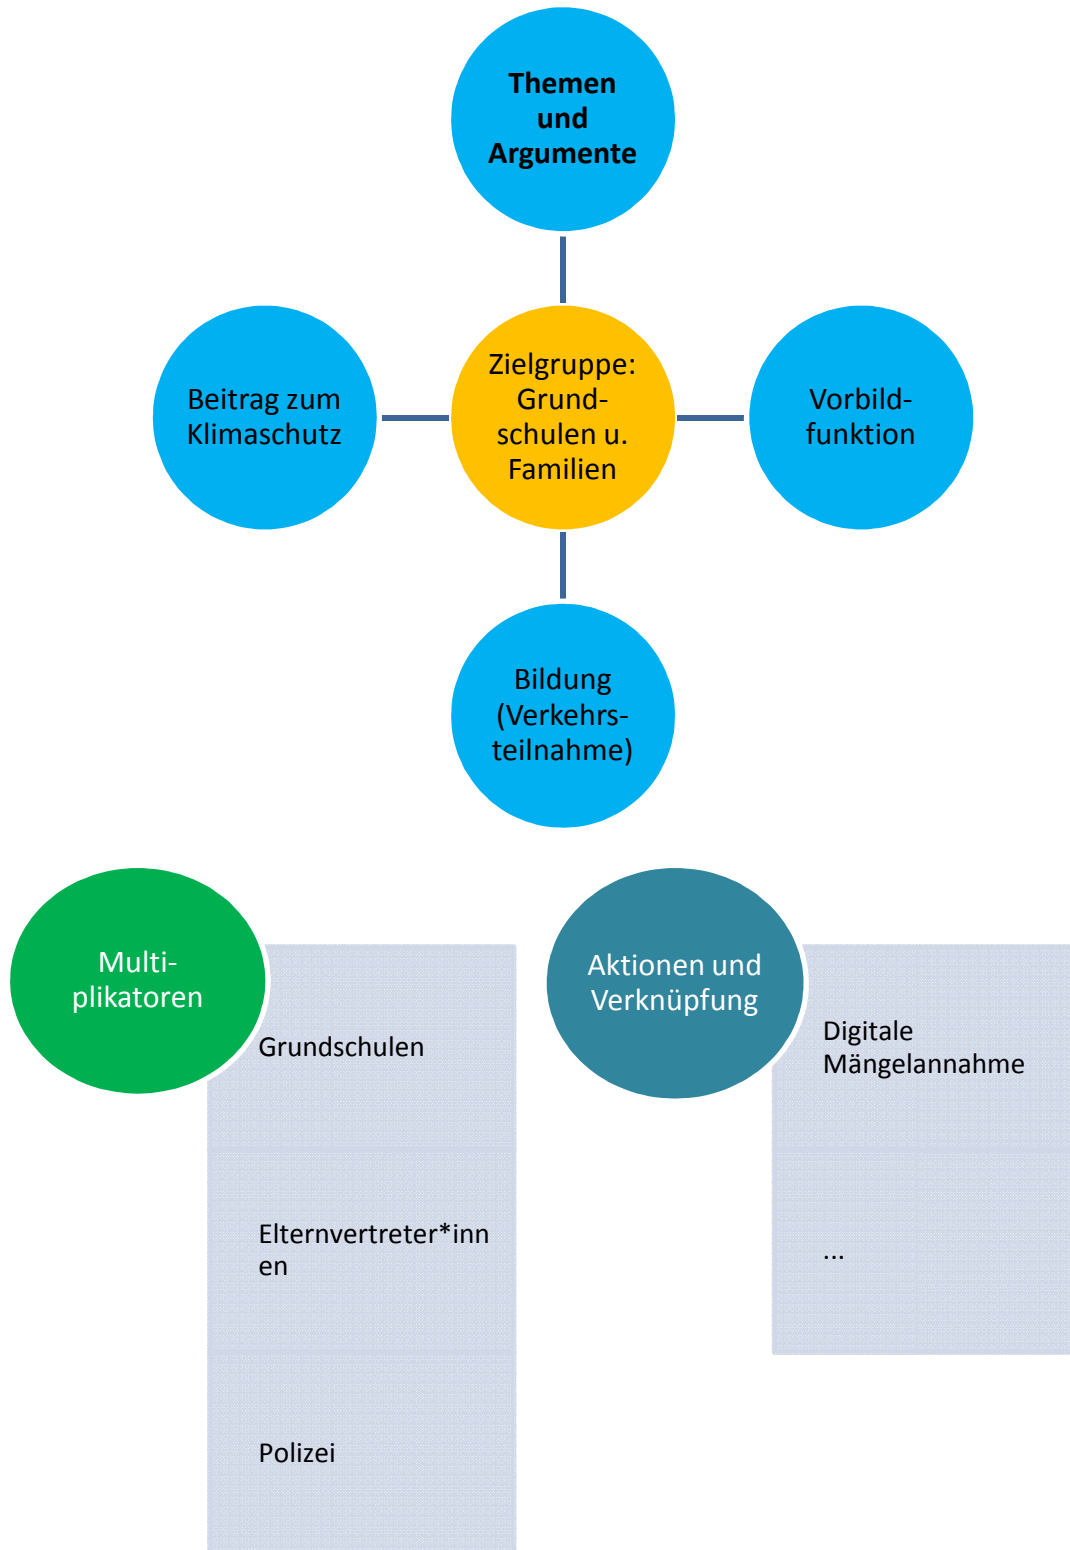 Themen
und
Argumente
Beitrag zum
Klimaschutz
Zielgruppe:
Grund-
schulen u.
Familien
Vorbild-
funktion
Bildung
(Verkehrs-
teilnahme)
Multi-
plikatoren
Grundschulen
Elternvertreter*inn
en
Polizei
Aktionen und
Verknüpfung
Digitale
Mängelannahme
...